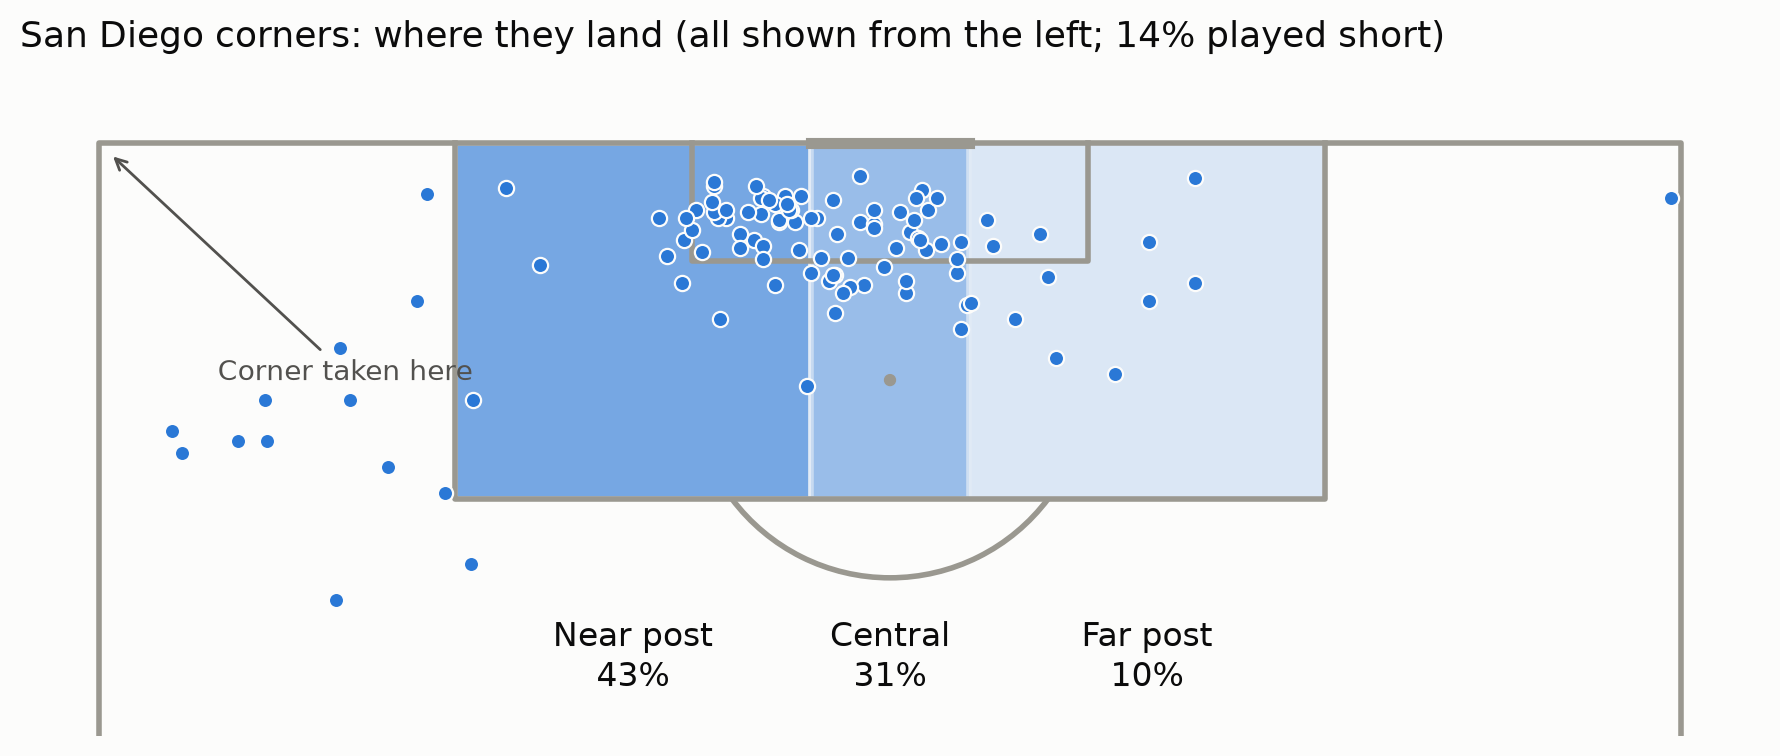 San Diego corners: where they land (all shown from the left; 14% played short)
Corner taken here
Near post
43%
Central
31%
Far post
10%